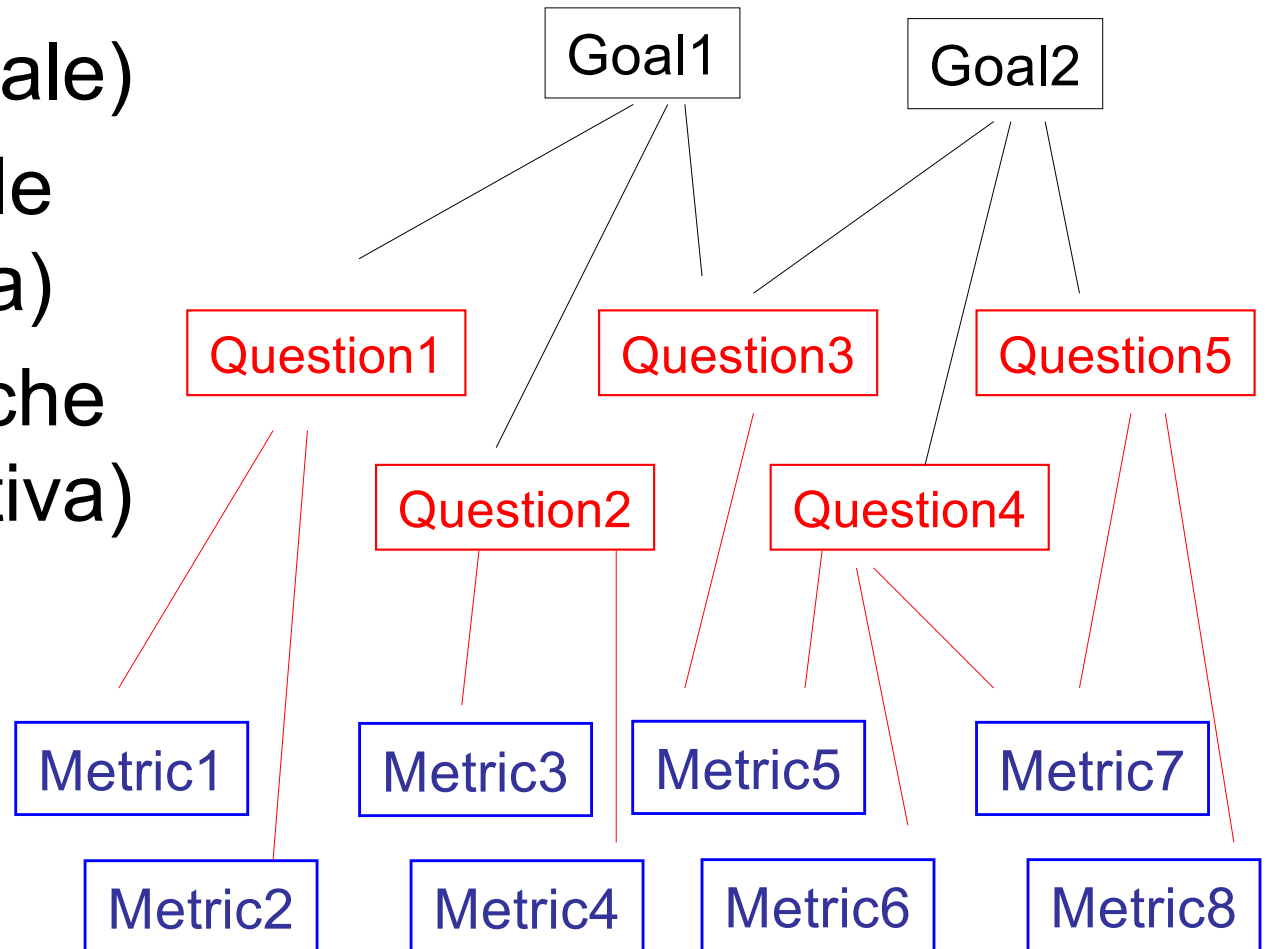 ale)
le
a)
che
tiva)
Goal1
Goal2
Question1
Question3
Question5
Question2
Question4
Metric1
Metric3
Metric5
Metric7
Metric2
Metric4
Metric6
Metric8